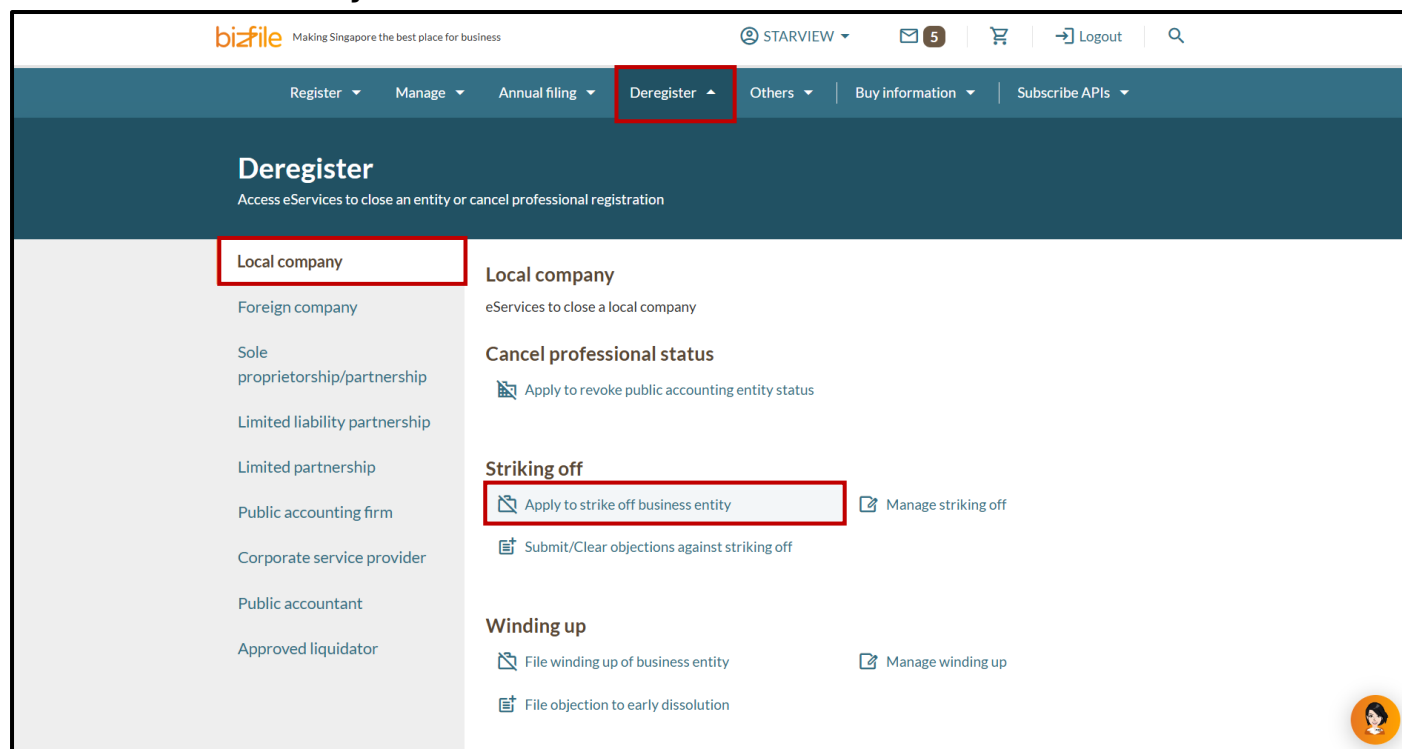 bizfile Making Singapore the best place for business STARVIEW 5 Logout
Register Manage Annual filing Deregister Others Buy information Subscribe APIs
Deregister
Access eServices to close an entity or cancel professional registration
Local company
Foreign company
Sole
proprietorship/partnership
Limited liability partnership
Limited partnership
Public accounting firm
Corporate service provider
Public accountant
Approved liquidator
Local company
eServices to close a local company
Cancel professional status
Apply to revoke public accounting entity status
Striking off
Apply to strike off business entity Manage striking off
Submit/Clear objections against striking off
Winding up
File winding up of business entity Manage winding up
File objection to early dissolution